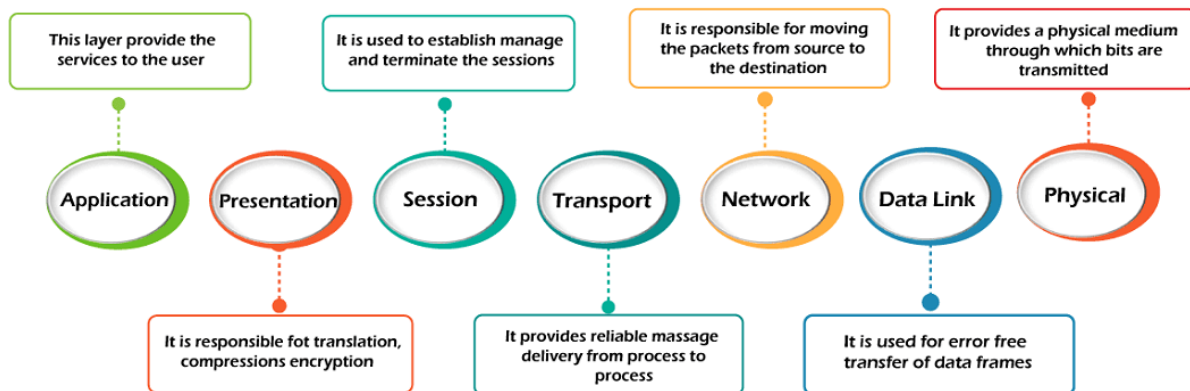 This layer provide the
services to the user
It is used to establish manage
and terminate the sessions
It is responsible for moving
the packets from source to
the destination
It provides a physical medium
through which bits are
transmitted
Application
Presentation
Session
Transport
Network
Data Link
Physical
It is responsible fot translation,
compressions encryption
It provides reliable massage
delivery from process to
process
It is used for error free
transfer of data frames